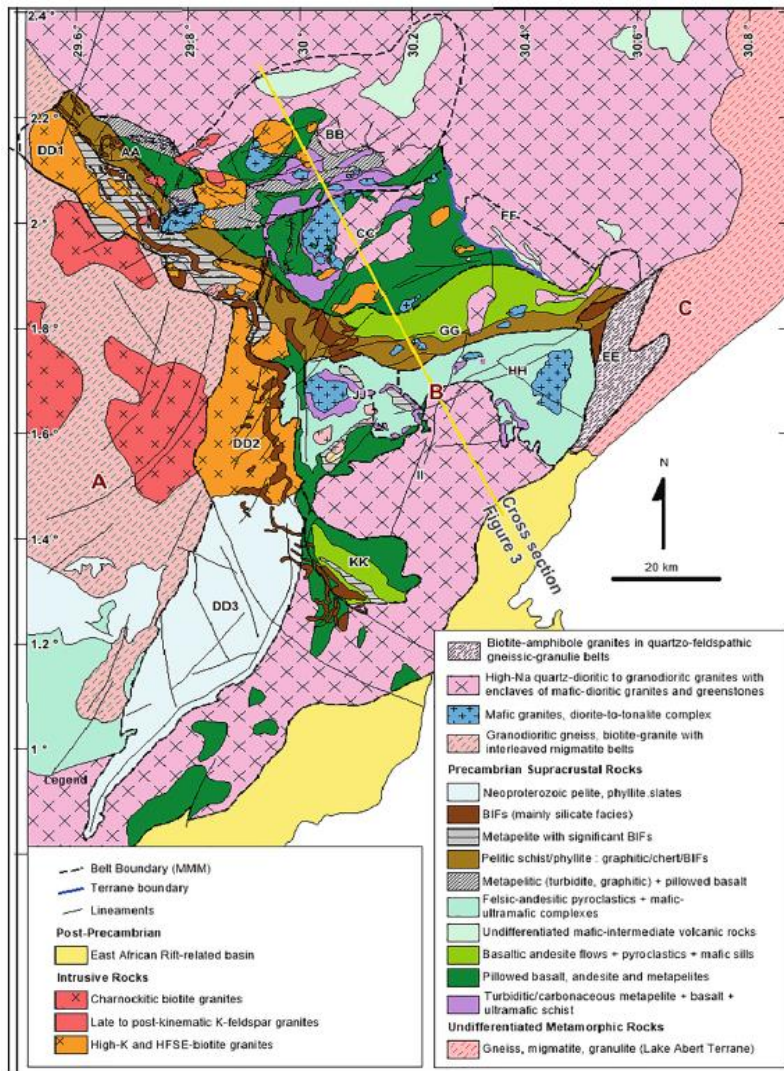 2.4°
29.6
29.8
30
30.2
30.4
30.6
30.8
2.2°
2°
1.8°
1.6°
1.4°
1.2°
1°
DD1
AA
BB
CC
FF
C
GG
EE
HH
JJ
B
DD2
A
II
KK
DD3
Cross section
Figure 3
N
20 km
Legend
Belt Boundary (MMM)
Terrane boundary
Lineaments
Post-Precambrian
East African Rift-related basin
Intrusive Rocks
Charnockitic biotite granites
Late to post-kinematic K-feldspar granites
High-K and HFSE-biotite granites
Biotite-amphibole granites in quartzo-feldspathic
gneissic-granulie belts
High-Na quartz-dioritic to granodioritc granites with
enclaves of mafic-dioritic granites and greenstones
Mafic granites, diorite-to-tonalite complex
Granodioritic gneiss, biotite-granite with
interleaved migmatite belts
Precambrian Supracrustal Rocks
Neoproterozoic pelite, phyllite.slates
BIFs (mainly silicate facies)
Metapelite with significant BIFs
Pelitic schist/phyllite : graphitic/chert/BIFs
Metapelitic (turbidite, graphitic) + pillowed basalt
Felsic-andesitic pyroclastics + mafic-
ultramafic complexes
Undifferentiated mafic-intermediate volcanic rocks
Basaltic andesite flows + pyroclastics + mafic sills
Pillowed basalt, andesite and metapelites
Turbiditic/carbonaceous metapelite + basalt +
ultramafic schist
Undifferentiated Metamorphic Rocks
Gneiss, migmatite, granulite (Lake Abert Terrane)